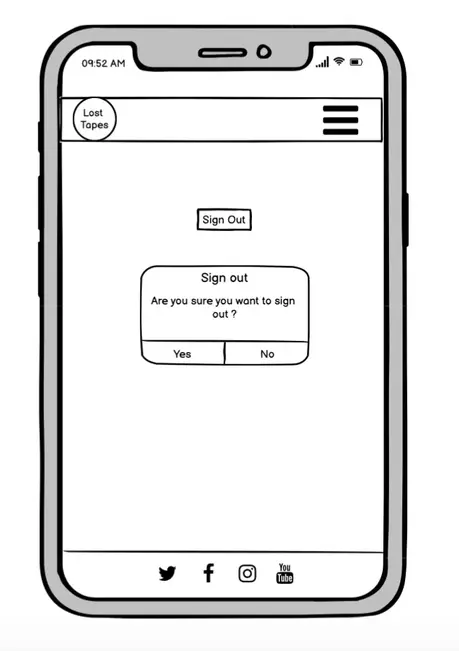 09:52 AM
Lost
Tapes
Sign Out
Sign out
Are you sure you want to sign
out ?
Yes
No
You
Tube